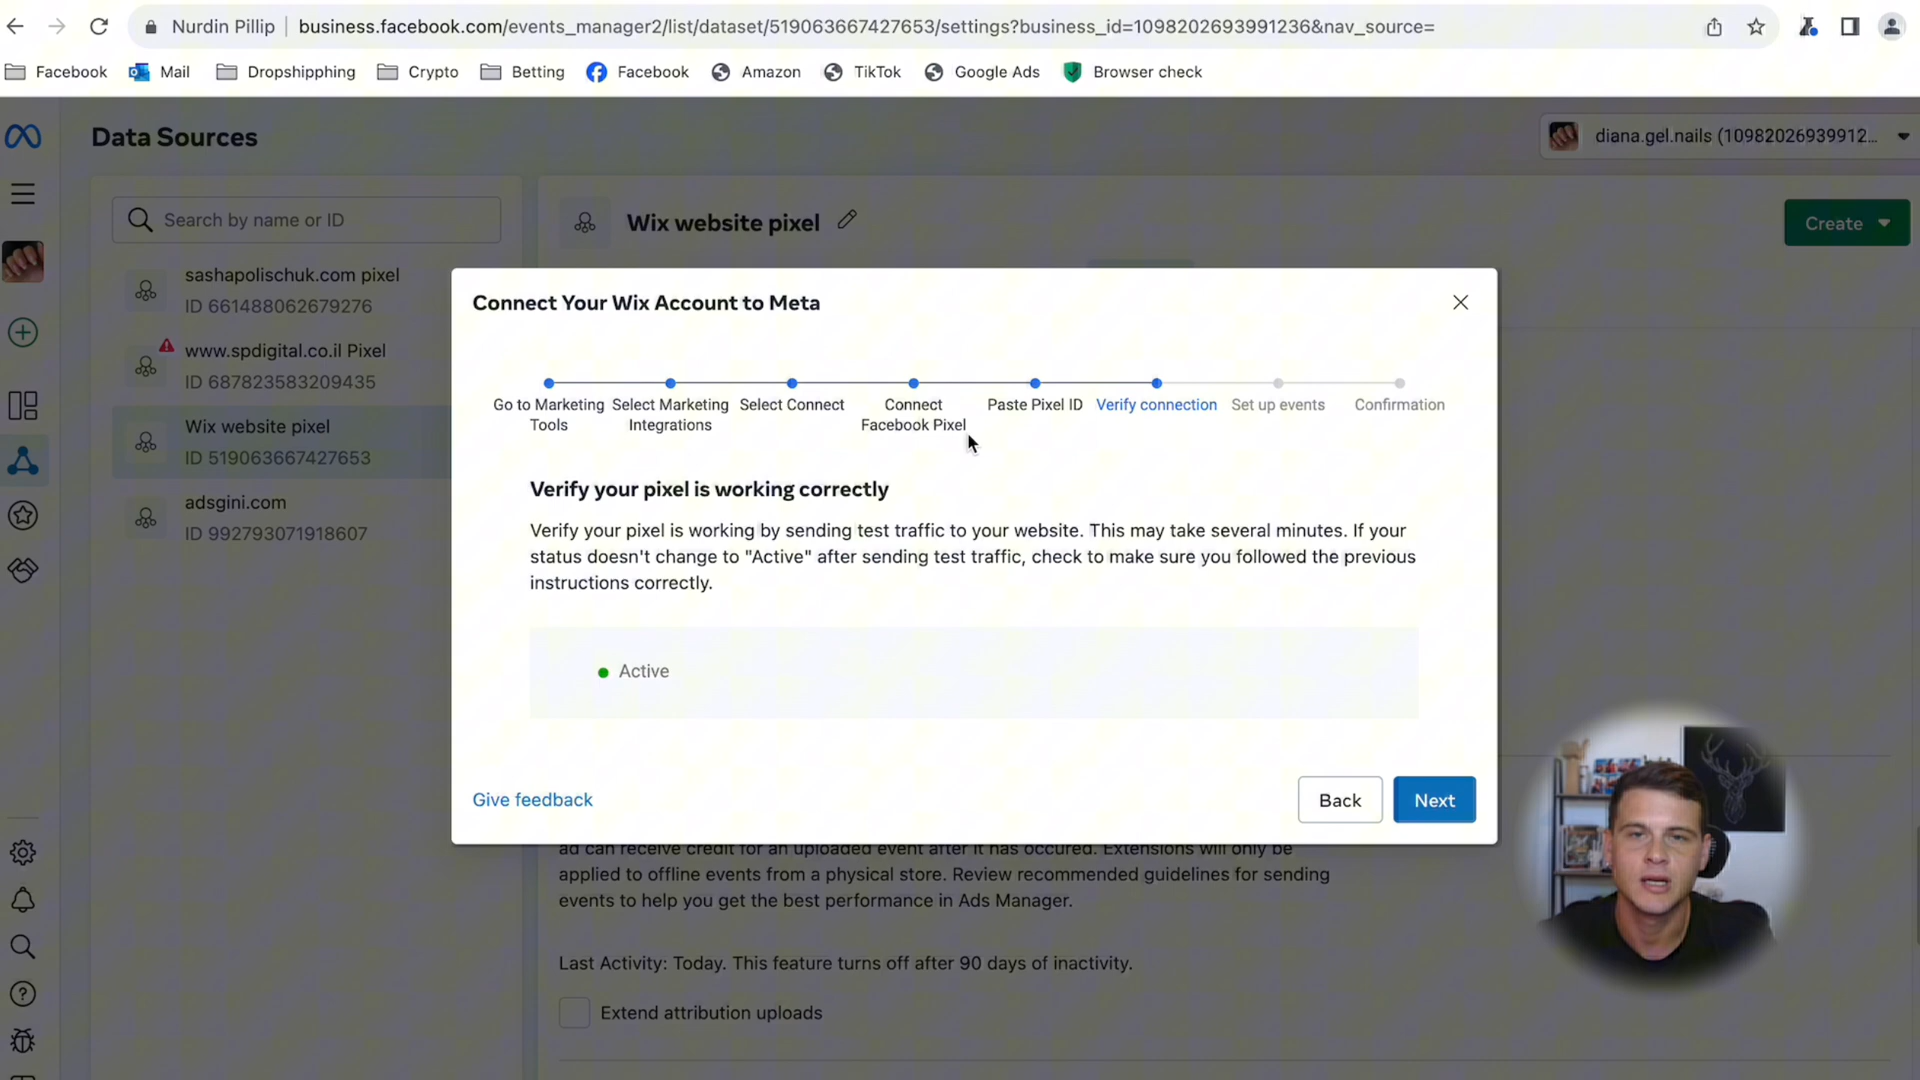 Nurdin Pillip
business.facebook.com/events_manager2/list/dataset/519063667427653/settings?business_id=1098202693991236&nav_source=
Facebook
Mail
Dropshipphing
Crypto
Betting
Facebook
Amazon
TikTok
Google Ads
Browser check
Data Sources
diana.gel.nails (10982026939912...
Search by name or ID
Wix website pixel
Create
sashapolischuk.com pixel
ID 661488062679276
www.spdigital.co.il Pixel
ID 687823583209435
Wix website pixel
ID 519063667427653
adsgini.com
ID 992793071918607
Connect Your Wix Account to Meta
Go to Marketing
Tools
Select Marketing
Integrations
Select Connect
Connect
Facebook Pixel
Paste Pixel ID
Verify connection
Set up events
Confirmation
Verify your pixel is working correctly
Verify your pixel is working by sending test traffic to your website. This may take several minutes. If your
status doesn't change to "Active" after sending test traffic, check to make sure you followed the previous
instructions correctly.
Active
Give feedback
Back
Next
ad can receive credit for an uploaded event after it has occured. Extensions will only be
applied to offline events from a physical store. Review recommended guidelines for sending
events to help you get the best performance in Ads Manager.
Last Activity: Today. This feature turns off after 90 days of inactivity.
Extend attribution uploads